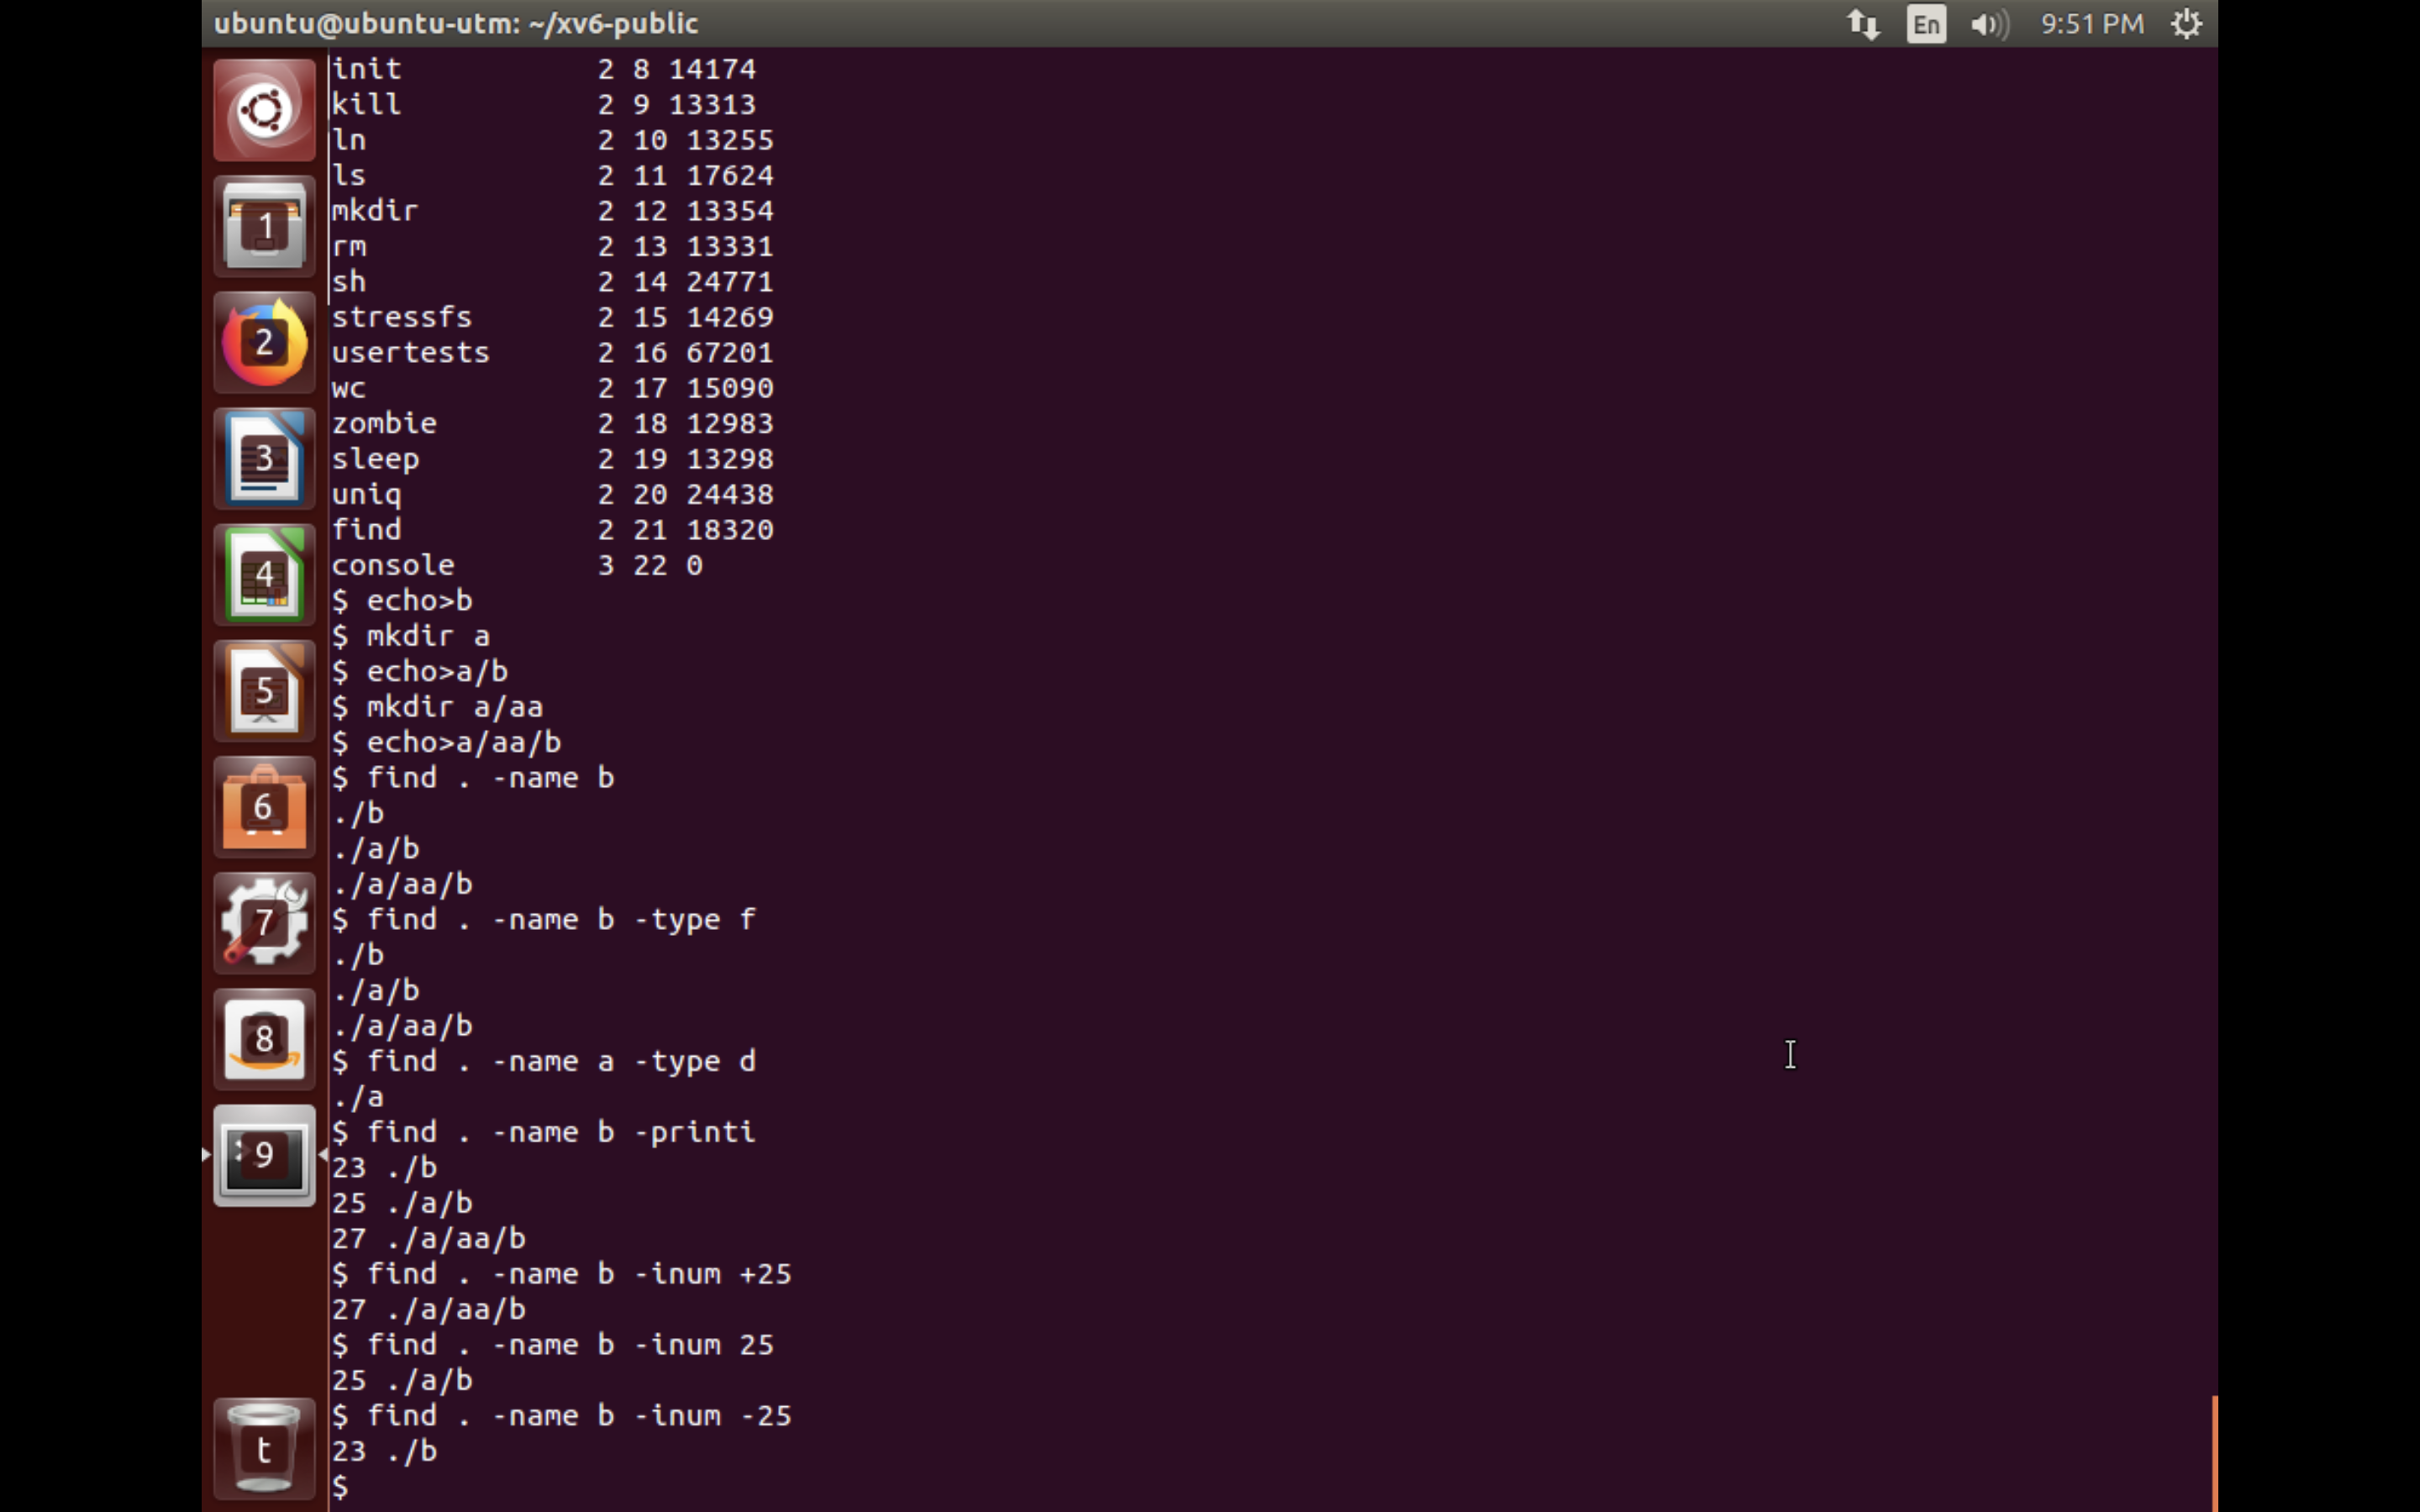 ubuntu@ubuntu-utm: ~/xv6-public
En
9:51 PM
init 2 8 14174
kill 2 9 13313
ln 2 10 13255
ls 2 11 17624
mkdir 2 12 13354
rm 2 13 13331
sh 2 14 24771
stressfs 2 15 14269
usertests 2 16 67201
wc 2 17 15090
zombie 2 18 12983
sleep 2 19 13298
uniq 2 20 24438
find 2 21 18320
console 3 22 0
$ echo>b
$ mkdir a
$ echo>a/b
$ mkdir a/aa
$ echo>a/aa/b
$ find . -name b
./b
./a/b
./a/aa/b
$ find . -name b -type f
./b
./a/b
./a/aa/b
$ find . -name a -type d
./a
$ find . -name b -printi
23 ./b
25 ./a/b
27 ./a/aa/b
$ find . -name b -inum +25
27 ./a/aa/b
$ find . -name b -inum 25
25 ./a/b
$ find . -name b -inum -25
23 ./b
$
1
2
3
4
5
6
7
8
9
t